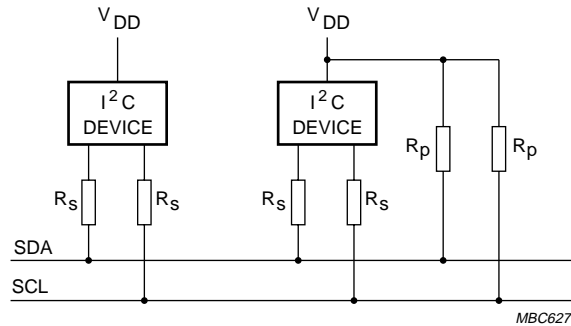 V DD V DD
I²C DEVICE
I²C DEVICE
Rs Rs Rs Rs Rp Rp
SDA
SCL
MBC627